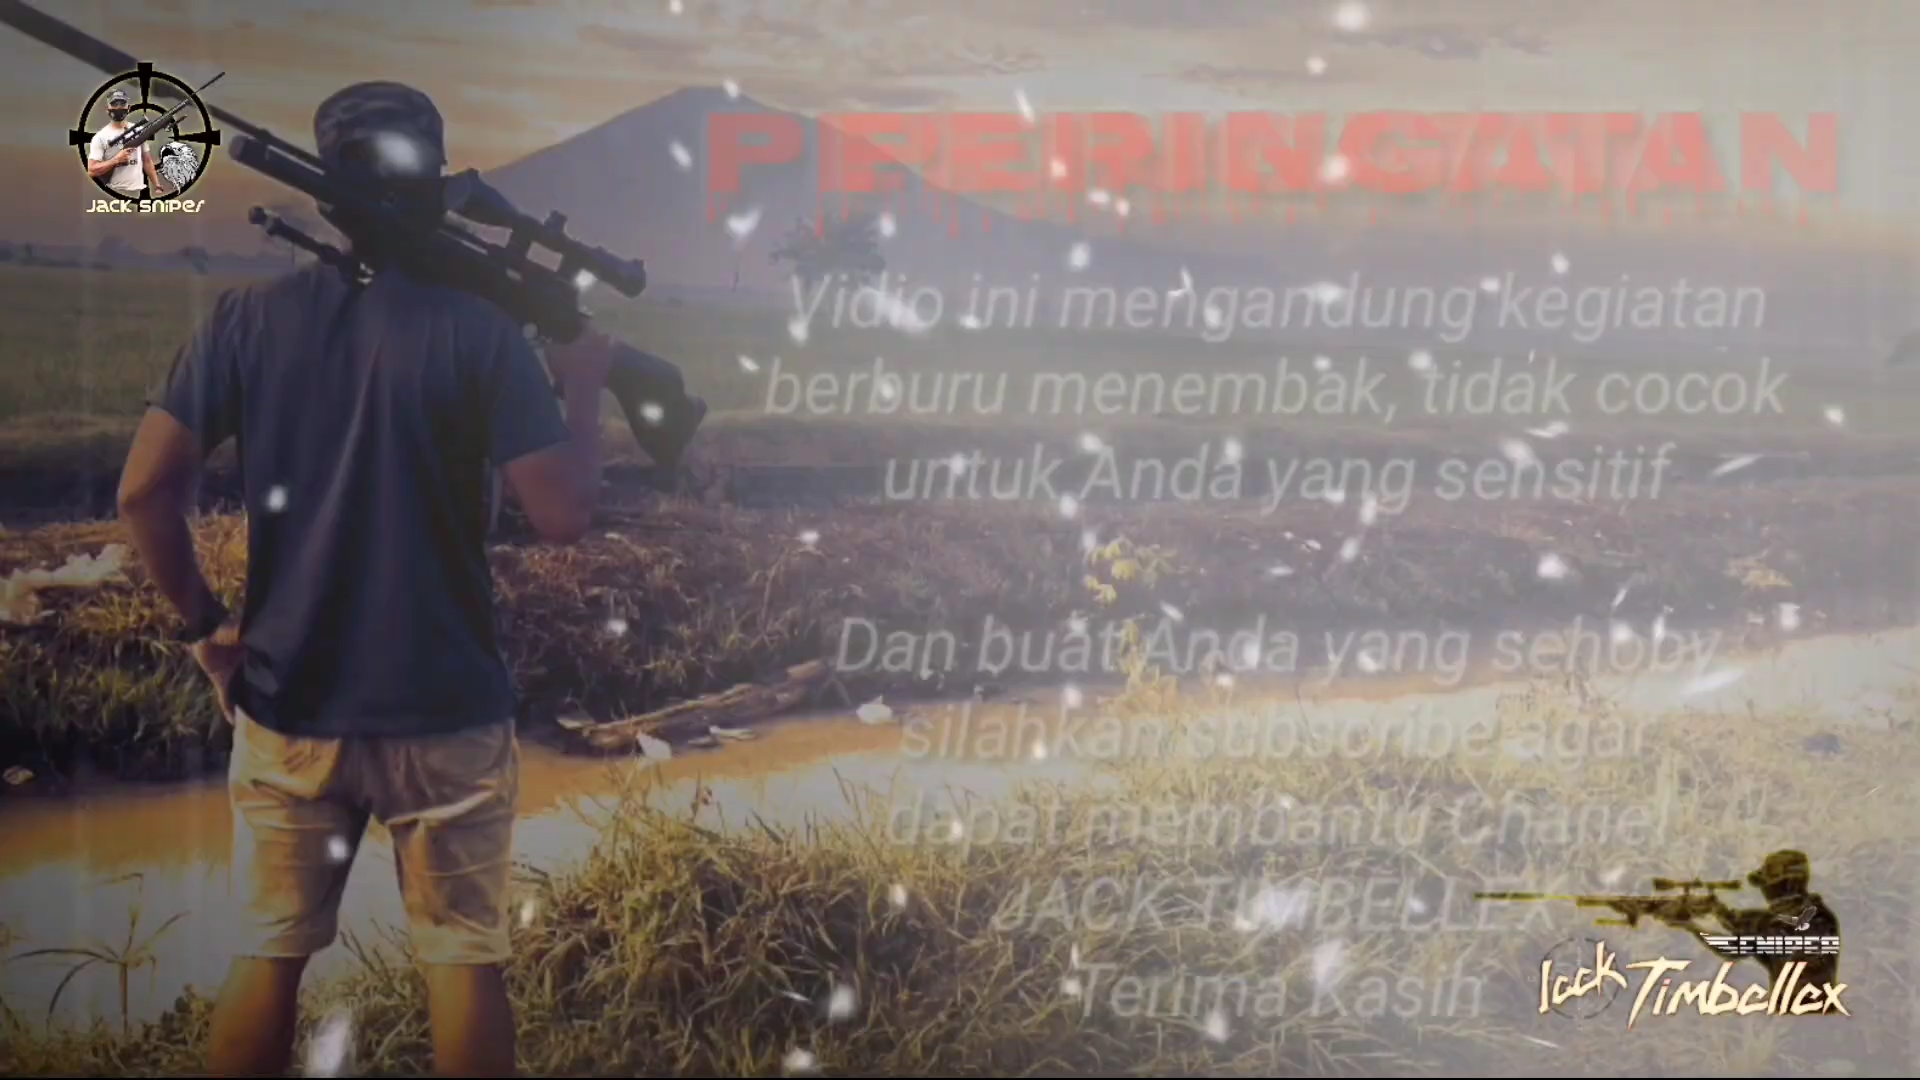 JACK SNIPER
P PERINGATAN
Vidio ini mengandung kegiatan
berburu menembak, tidak cocok
untuk Anda yang sensitif
Dan buat Anda yang sehoby
silahkan subscribe agar
dapat membantu Chanel
JACK TIMBELLEX
Terima Kasih
SENIPER
Jack Timbellex